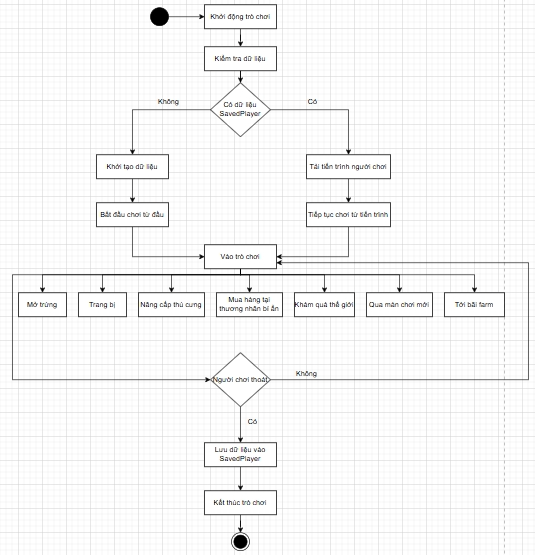 Khởi động trò chơi
Kiểm tra dữ liệu
Có dữ liệu
SavedPlayer
Không
Có
Khởi tạo dữ liệu
Tải tiến trình người chơi
Bắt đầu chơi từ đầu
Tiếp tục chơi từ tiến trình
Vào trò chơi
Mở trứng
Trang bị
Nâng cấp thú cưng
Mua hàng tại
thương nhân bí ẩn
Khám quá thế giới
Qua màn chơi mới
Tới bãi farm
Người chơi thoát
Không
Có
Lưu dữ liệu vào
SavedPlayer
Kết thúc trò chơi